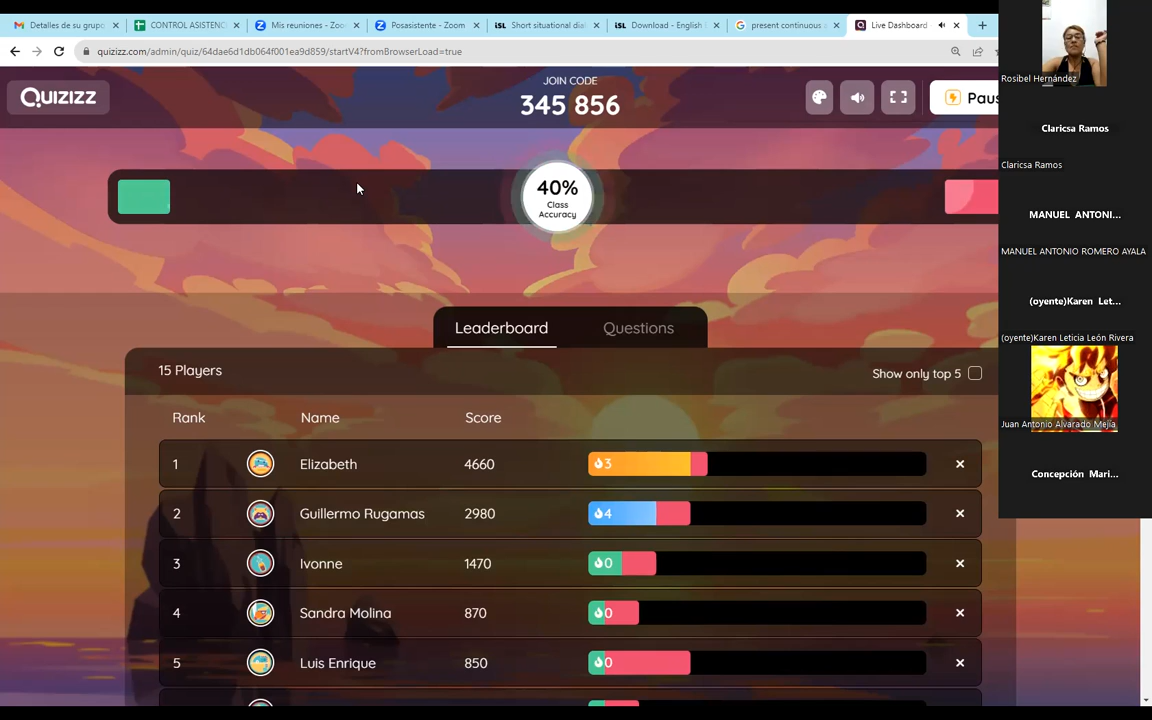 Detalles de su grupo
CONTROL ASISTENC
Mis reuniones - Zoo
Posasistente - Zoom
iSL Short situational dia
iSL Download - English
present continuous
Live Dashboard
quizizz.com/admin/quiz/64dae6d1db064f001ea9d859/startV4?fromBrowserLoad=true
QUIZIZZ
JOIN CODE
345 856
Paus
40%
Class
Accuracy
Leaderboard Questions
15 Players
Show only top 5
Rank Name Score
1 Elizabeth 4660 3
2 Guillermo Rugamas 2980 4
3 Ivonne 1470 0
4 Sandra Molina 870 0
5 Luis Enrique 850 0
Rosibel Hernández
Claricsa Ramos
Claricsa Ramos
MANUEL ANTONI...
MANUEL ANTONIO ROMERO AYALA
(oyente)Karen Let...
(oyente)Karen Leticia León Rivera
Juan Antonio Alvarado Mejía
Concepción Mari...